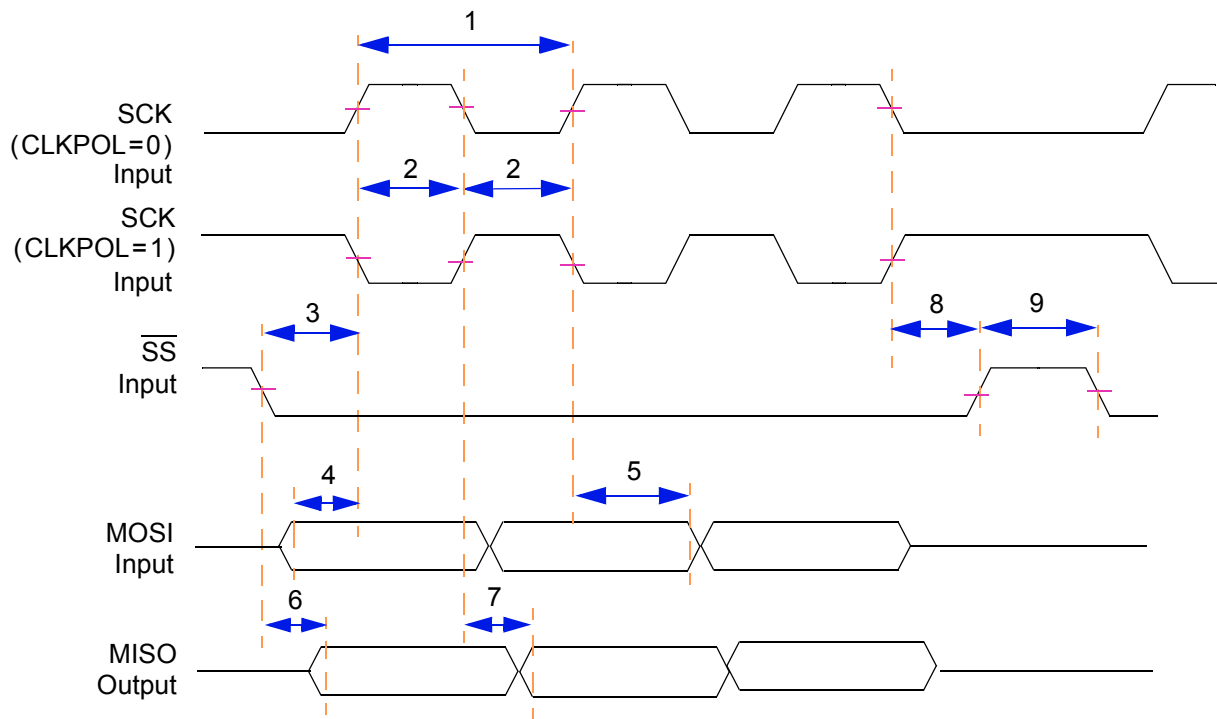 1
SCK
(CLKPOL=0)
Input
2 2
SCK
(CLKPOL=1)
Input
3
8 9
SS
Input
4
5
MOSI
Input
6
7
MISO
Output